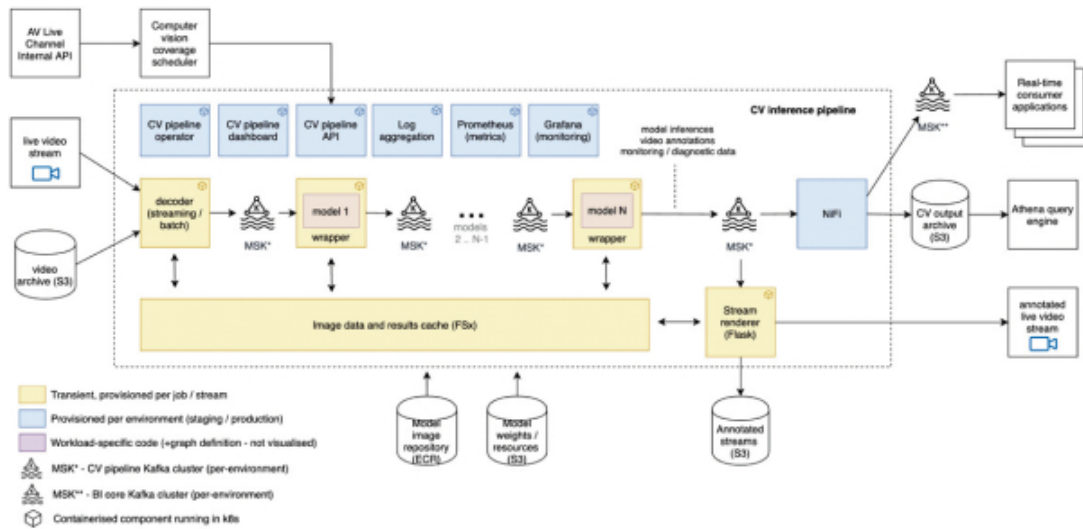 AV Live
Channel
Internal API
Computer
vision
coverage
scheduler
live video
stream
video
archive (S3)
CV inference pipeline
CV pipeline
operator
CV pipeline
dashboard
CV pipeline
API
Log
aggregation
Prometheus
(metrics)
Grafana
(monitoring)
model inferences
video annotations
monitoring / diagnostic data
decoder
(streaming /
batch)
MSK*
model 1
wrapper
MSK*
models
2 .. N-1
MSK*
model N
wrapper
MSK*
NiFi
MSK**
Real-time
consumer
applications
CV output
archive
(S3)
Athena query
engine
Image data and results cache (FSx)
Stream
renderer
(Flask)
annotated
live video
stream
Model
image
repository
(ECR)
Model
weights /
resources
(S3)
Annotated
streams (S3)
Transient, provisioned per job / stream
Provisioned per environment (staging / production)
Workload-specific code (+graph definition - not visualised)
MSK* - CV pipeline Kafka cluster (per-environment)
MSK** - BI core Kafka cluster (per-environment)
Containerised component running in k8s